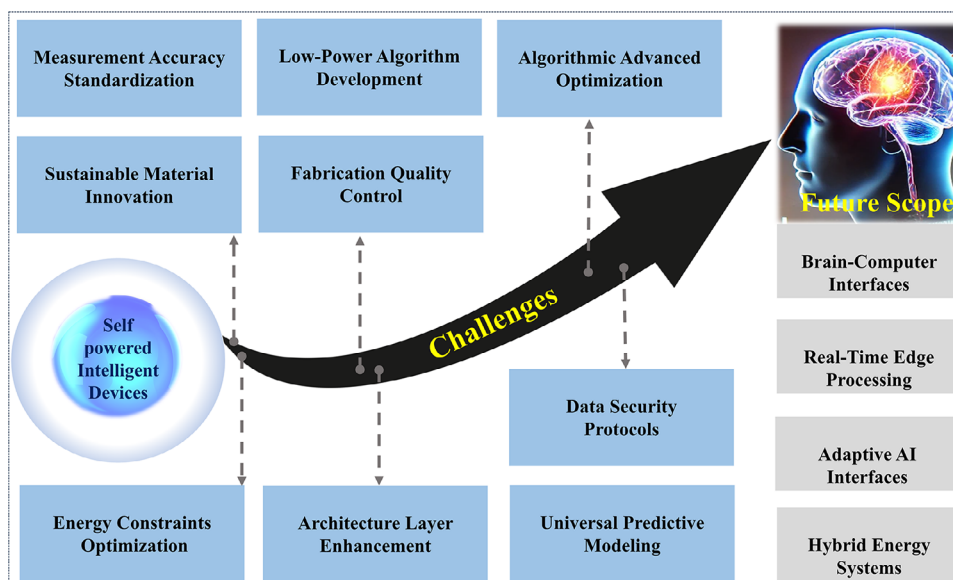 Measurement Accuracy
Standardization
Low-Power Algorithm
Development
Algorithmic Advanced
Optimization
Sustainable Material
Innovation
Fabrication Quality
Control
Future Scope
Brain-Computer
Interfaces
Self
powered
Intelligent
Devices
Challenges
Real-Time Edge
Processing
Data Security
Protocols
Adaptive AI
Interfaces
Energy Constraints
Optimization
Architecture Layer
Enhancement
Universal Predictive
Modeling
Hybrid Energy
Systems